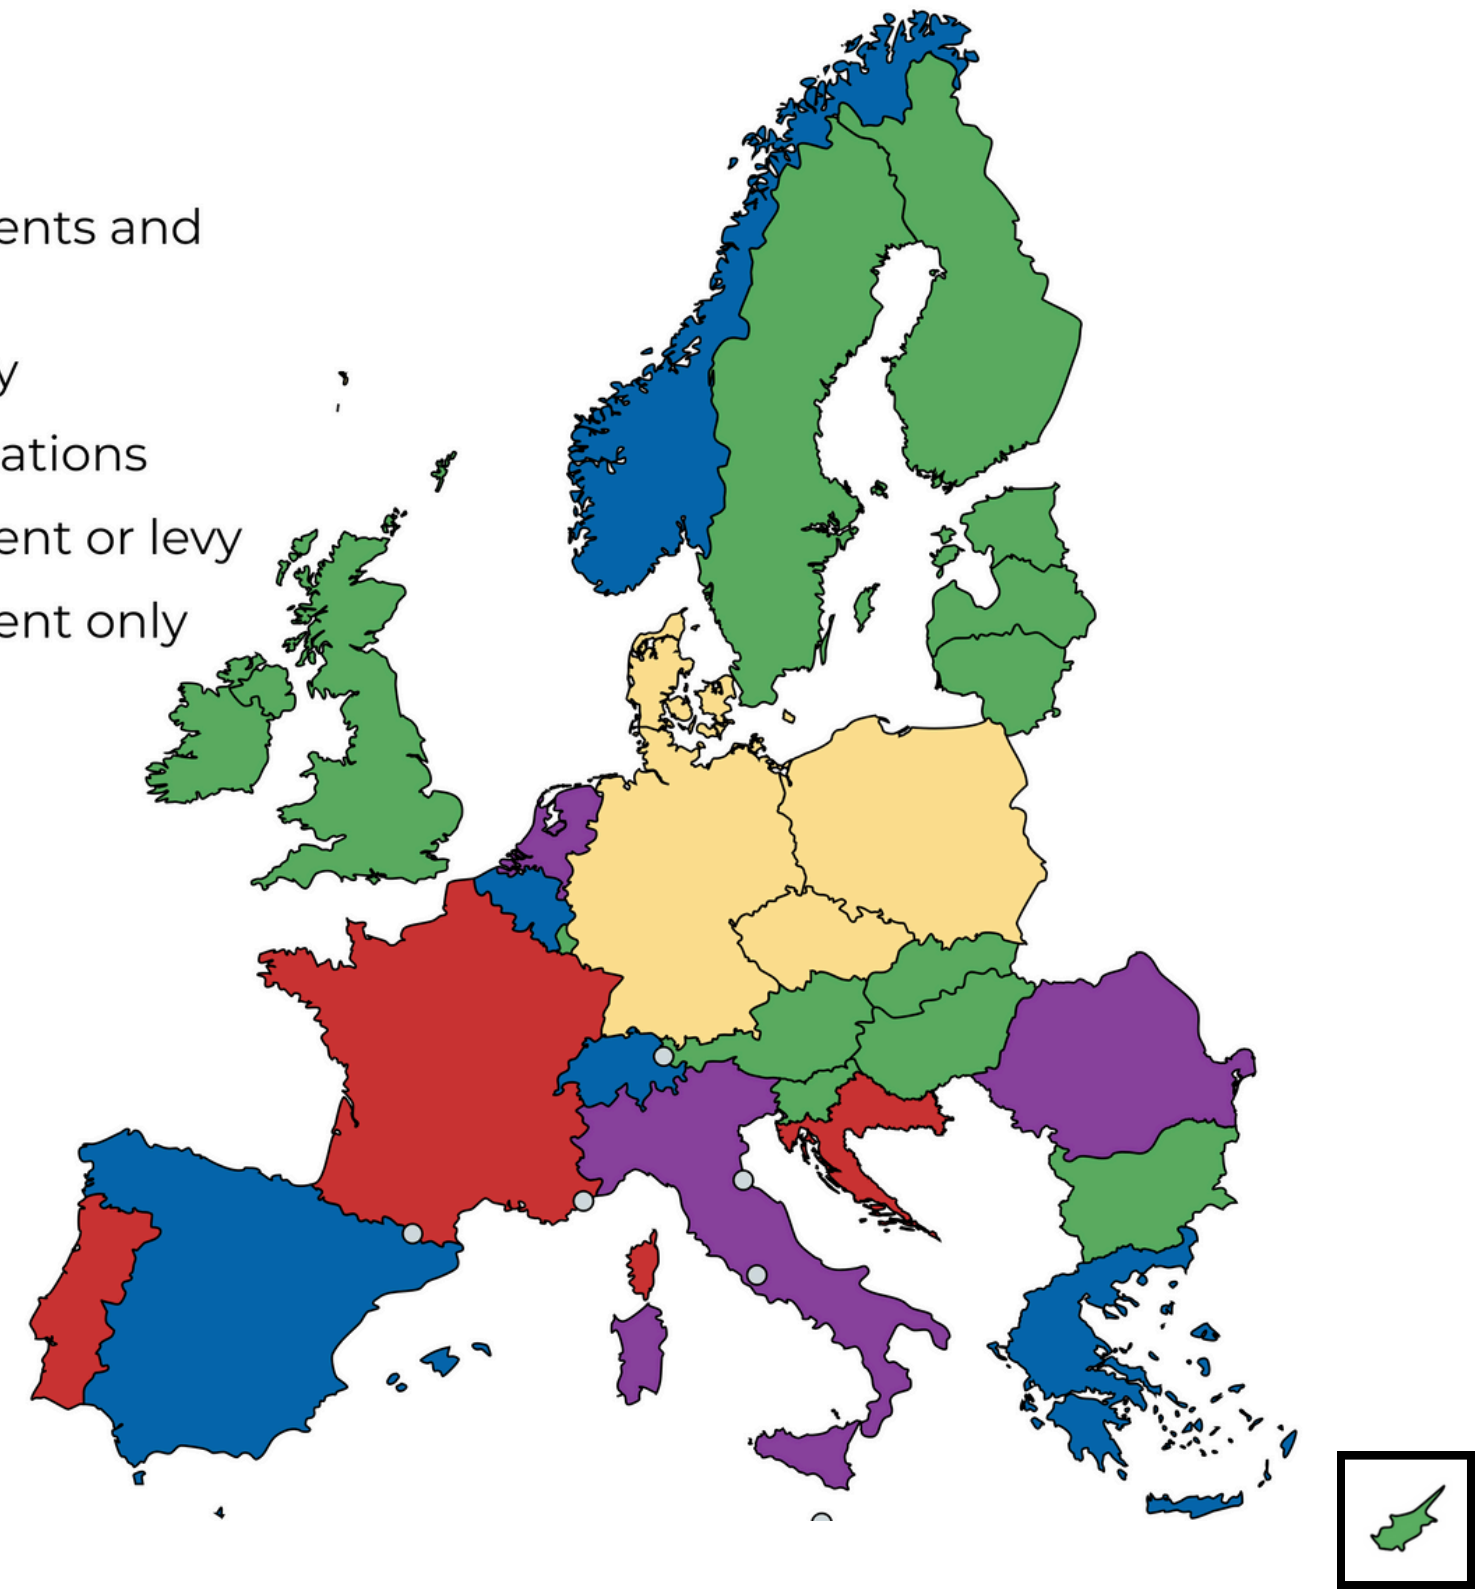 ents and
y
ations
ent or levy
ent only